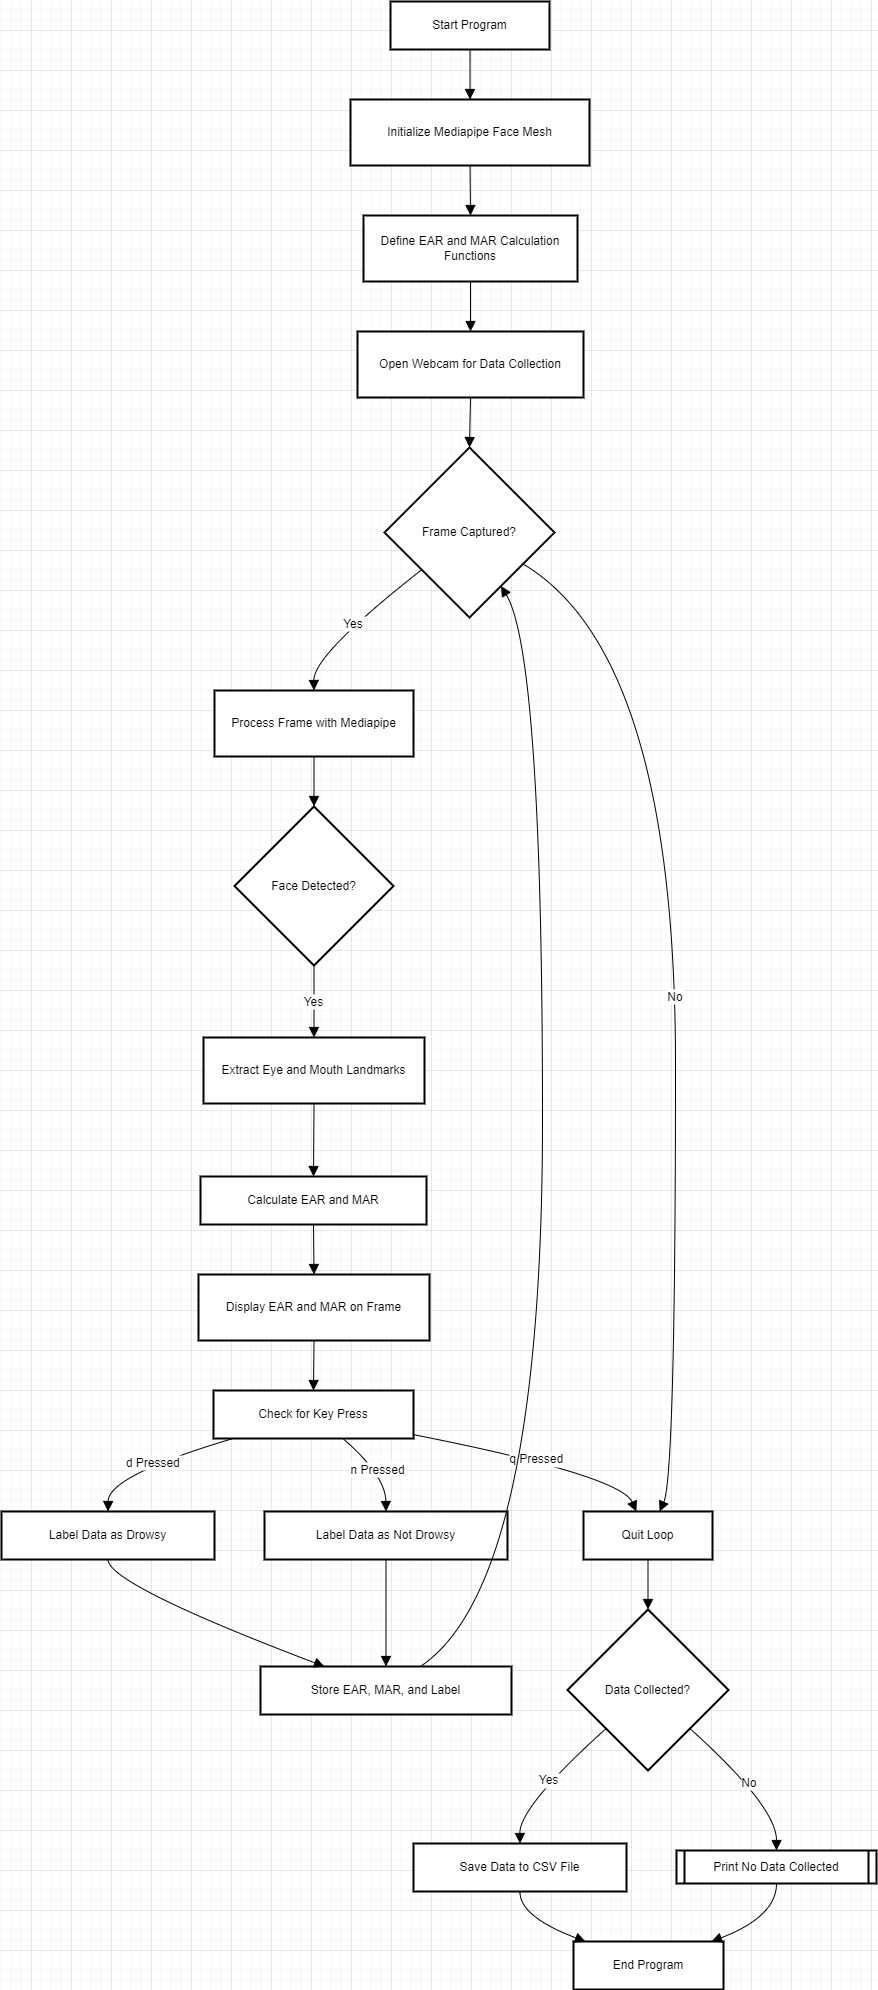 Start Program
Initialize Mediapipe Face Mesh
Define EAR and MAR Calculation
Functions
Open Webcam for Data Collection
Frame Captured?
Yes
Process Frame with Mediapipe
Face Detected?
No
Yes
Extract Eye and Mouth Landmarks
Calculate EAR and MAR
Display EAR and MAR on Frame
Check for Key Press
d Pressed
n Pressed
q Pressed
Label Data as Drowsy
Label Data as Not Drowsy
Quit Loop
Store EAR, MAR, and Label
Data Collected?
Yes
No
Save Data to CSV File
Print No Data Collected
End Program